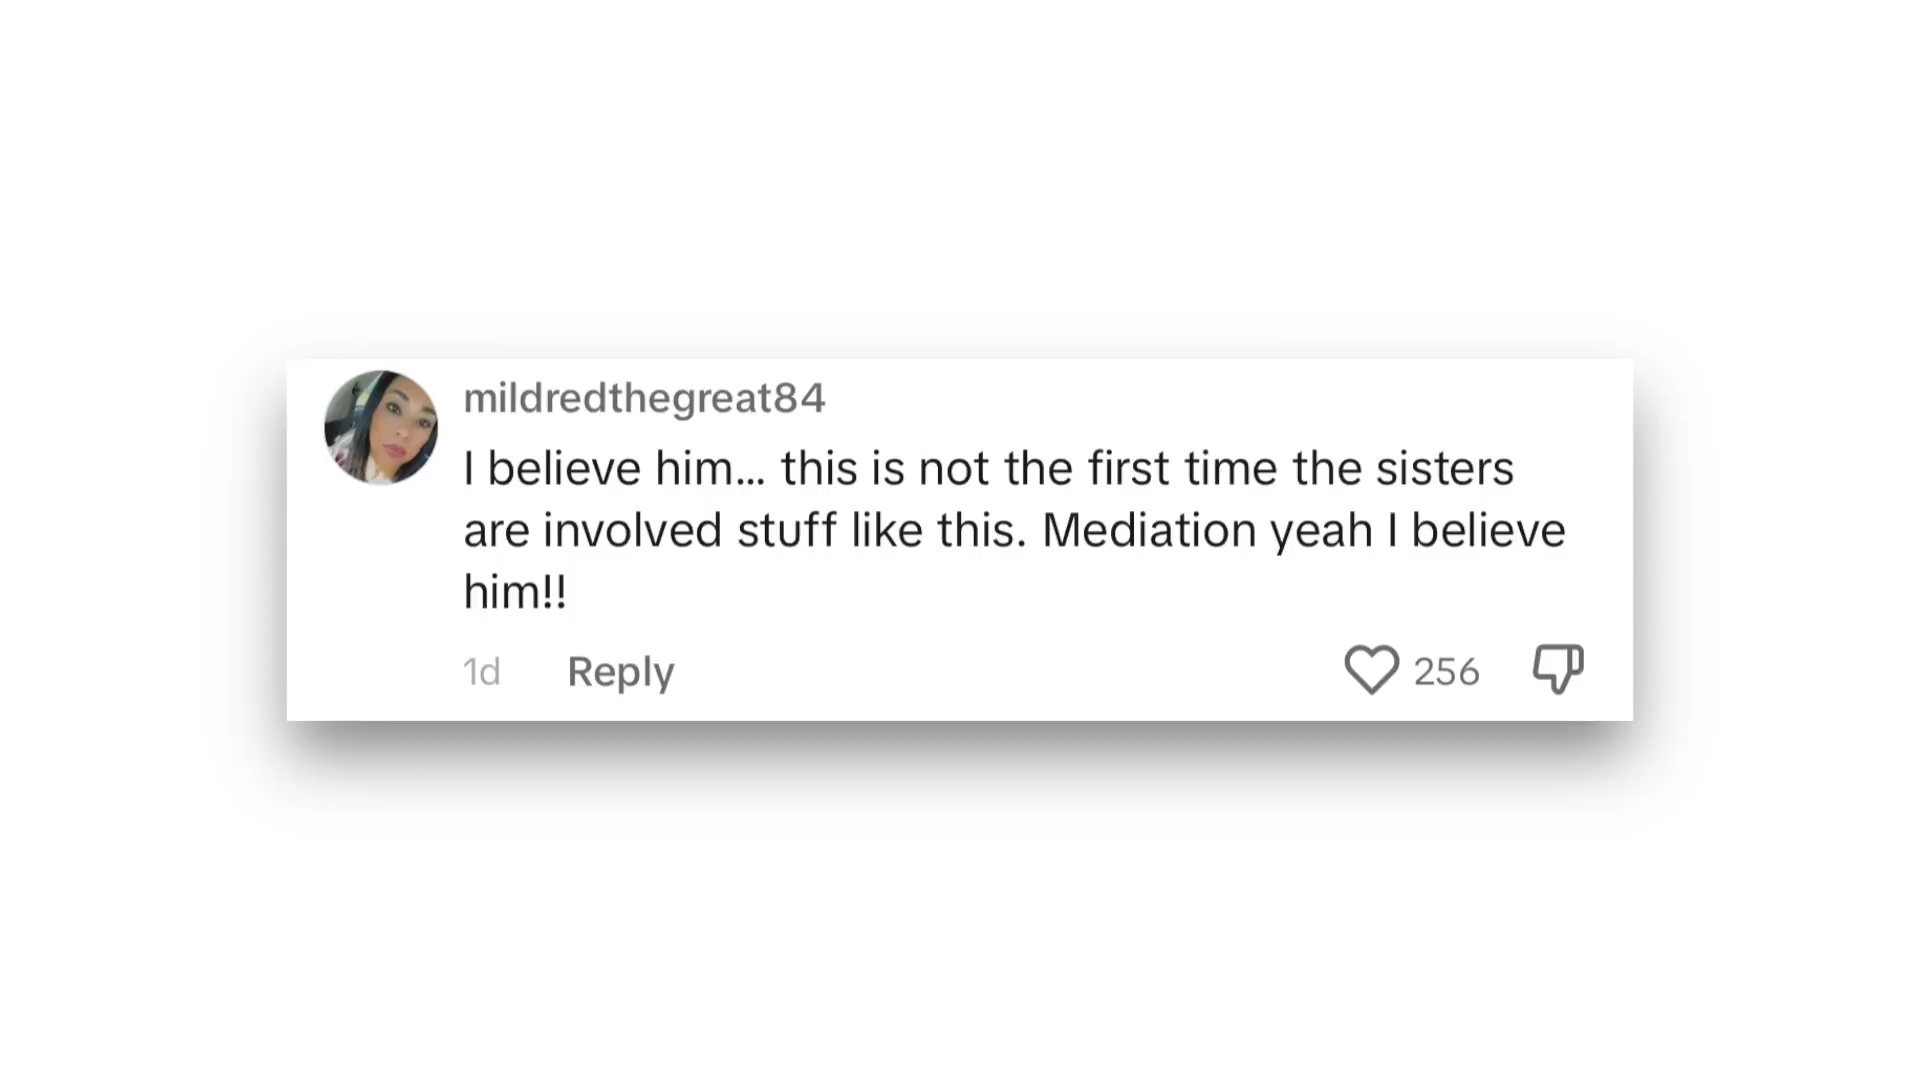 mildredthegreat84
I believe him... this is not the first time the sisters
are involved stuff like this. Mediation yeah I believe
him!!
1d Reply 256